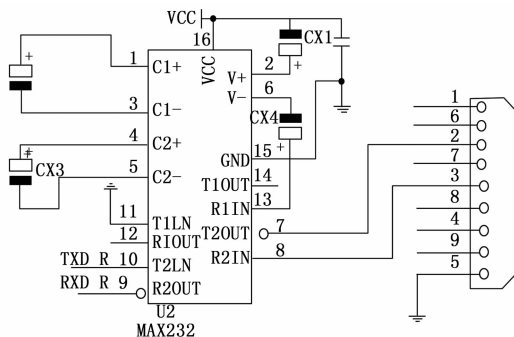 VCC
16
CX1
1
C1+
VCC
2
V+
6
V-
3
C1-
4
C2+
CX4
CX3
5
C2-
15
GND
14
T1OUT
13
R1IN
11
T1LN
12
RIOUT
7
T2OUT
TXD R 10
T2LN
8
R2IN
RXD R 9
R2OUT
U2
MAX232
1
6
2
7
3
8
4
9
5
+
+
+
+